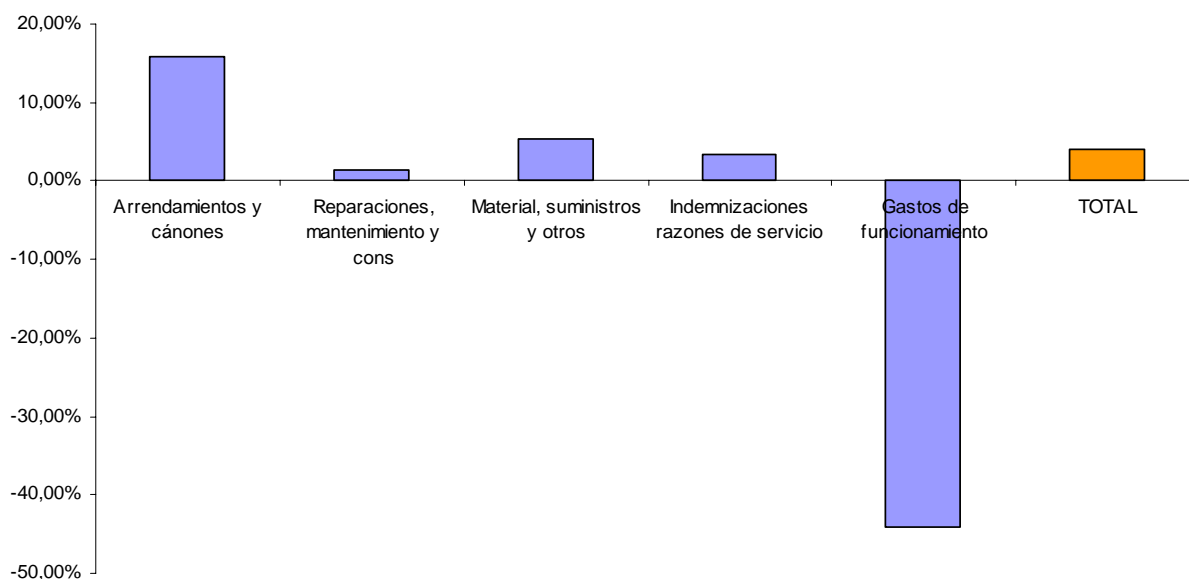 20,00%
10,00%
0,00%
-10,00%
-20,00%
-30,00%
-40,00%
-50,00%
Arrendamientos y
cánones
Reparaciones,
mantenimiento y
cons
Material, suministros
y otros
Indemnizaciones
razones de servicio
Gastos de
funcionamiento
TOTAL